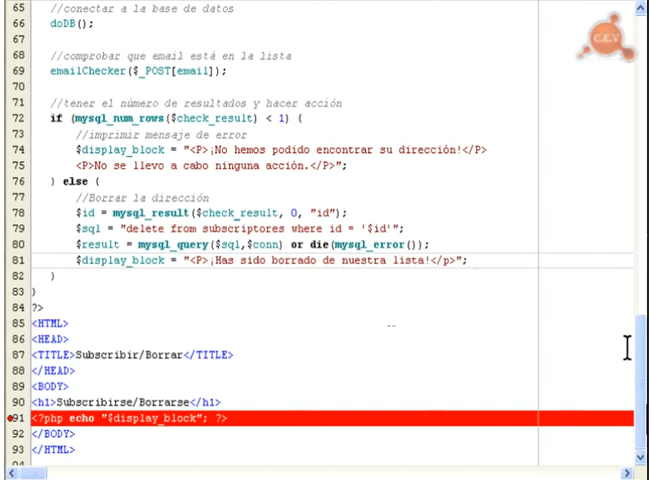 65 //conectar a la base de datos
66 doDB();
67
68 //comprobar que email está en la lista
69 emailChecker($_POST[email]);
70
71 //tener el número de resultados y hacer acción
72 if (mysql_num_rows($check_result) < 1) {
73 //imprimir mensaje de error
74 $display_block = "<P>¡No hemos podido encontrar su dirección!</P>
75 <P>No se llevo a cabo ninguna acción.</P>";
76 } else {
77 //Borrar la dirección
78 $id = mysql_result($check_result, 0, "id");
79 $sql = "delete from subscriptores where id = '$id'";
80 $result = mysql_query($sql,$conn) or die(mysql_error());
81 $display_block = "<P>¡Has sido borrado de nuestra lista!</p>";
82 }
83 }
84 ?>
85 <HTML>
86 <HEAD>
87 <TITLE>Subscribir/Borrar</TITLE>
88 </HEAD>
89 <BODY>
90 <h1>Subscribirse/Borrarse</h1>
91 <?php echo "$display_block"; ?>
92 </BODY>
93 </HTML>
C.E.V